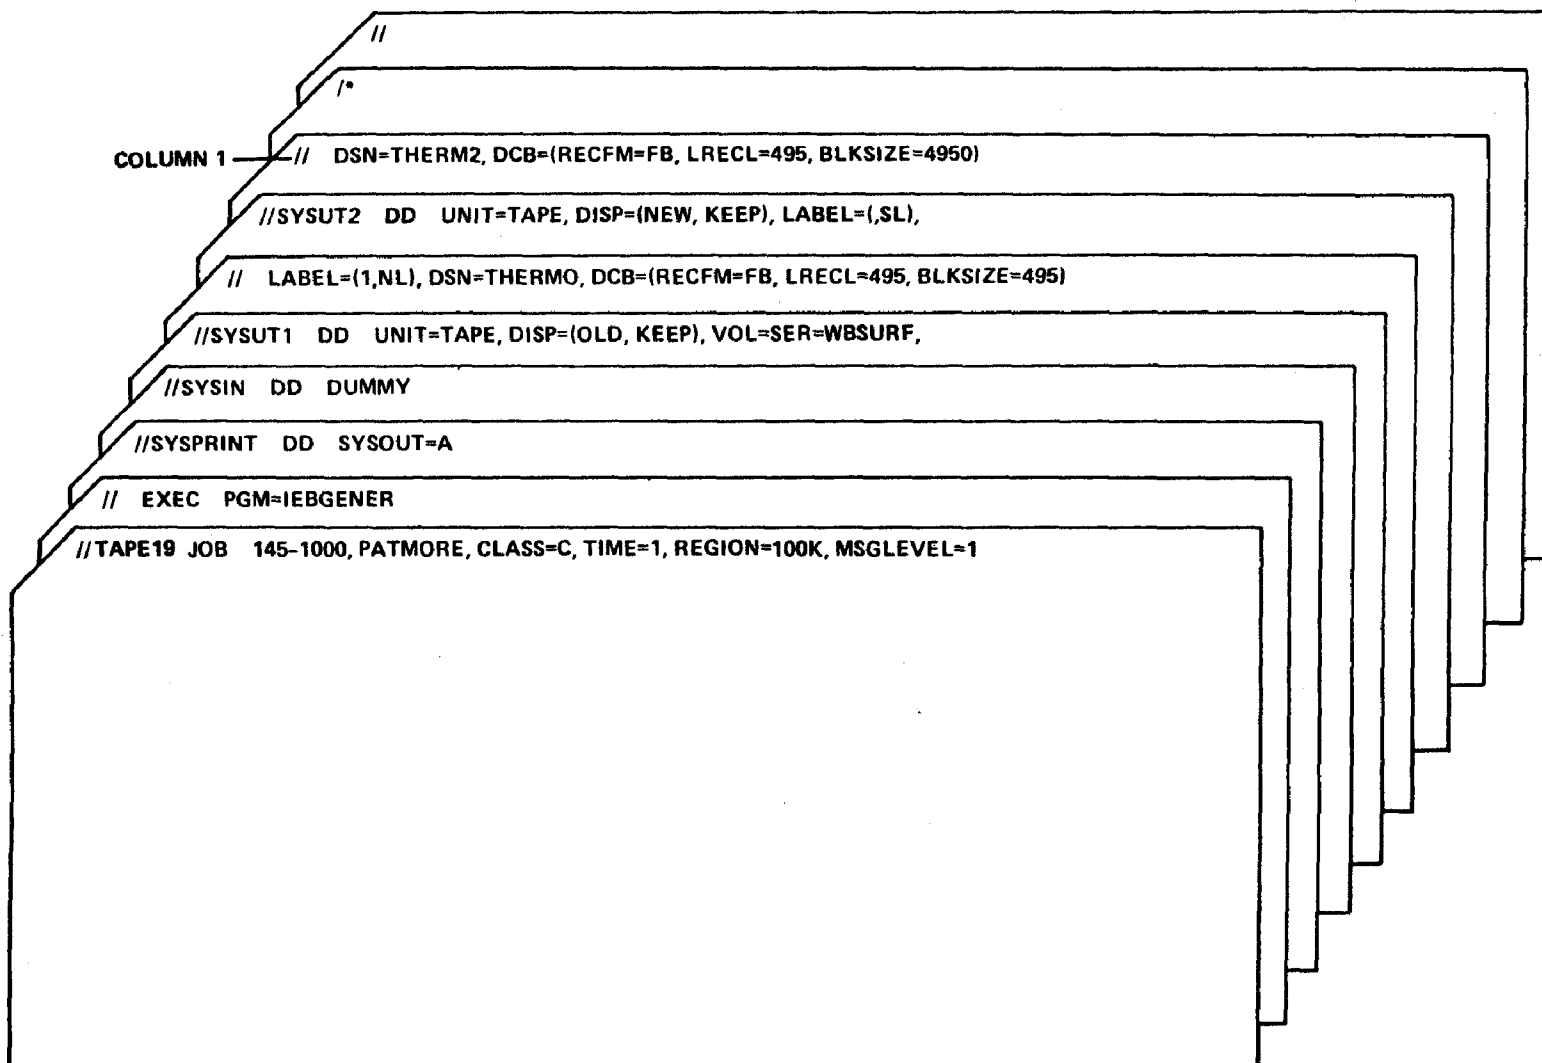 //
/*
COLUMN 1
// DSN=THERM2, DCB=(RECFM=FB, LRECL=495, BLKSIZE=4950)
//SYSUT2 DD UNIT=TAPE, DISP=(NEW, KEEP), LABEL=(,SL),
// LABEL=(1,NL), DSN=THERMO, DCB=(RECFM=FB, LRECL=495, BLKSIZE=495)
//SYSUT1 DD UNIT=TAPE, DISP=(OLD, KEEP), VOL=SER=WBSURF,
//SYSIN DD DUMMY
//SYSPRINT DD SYSOUT=A
// EXEC PGM=IEBGENER
//TAPE19 JOB 145-1000, PATMORE, CLASS=C, TIME=1, REGION=100K, MSGLEVEL=1